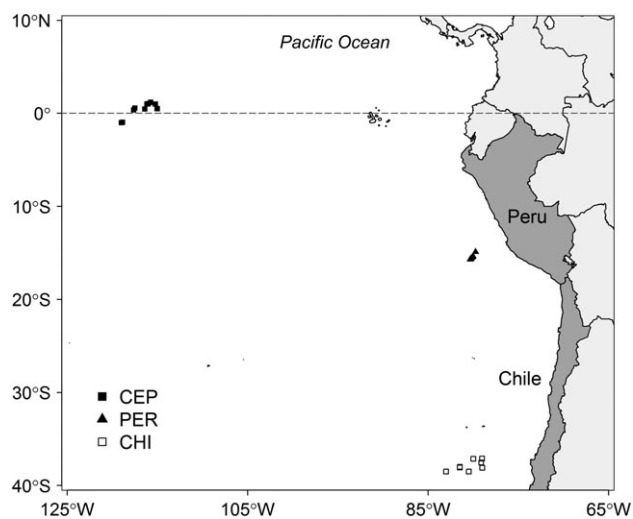 10°N
Pacific Ocean
0°
10°S
Peru
20°S
30°S
Chile
CEP
PER
CHI
40°S
125°W
105°W
85°W
65°W